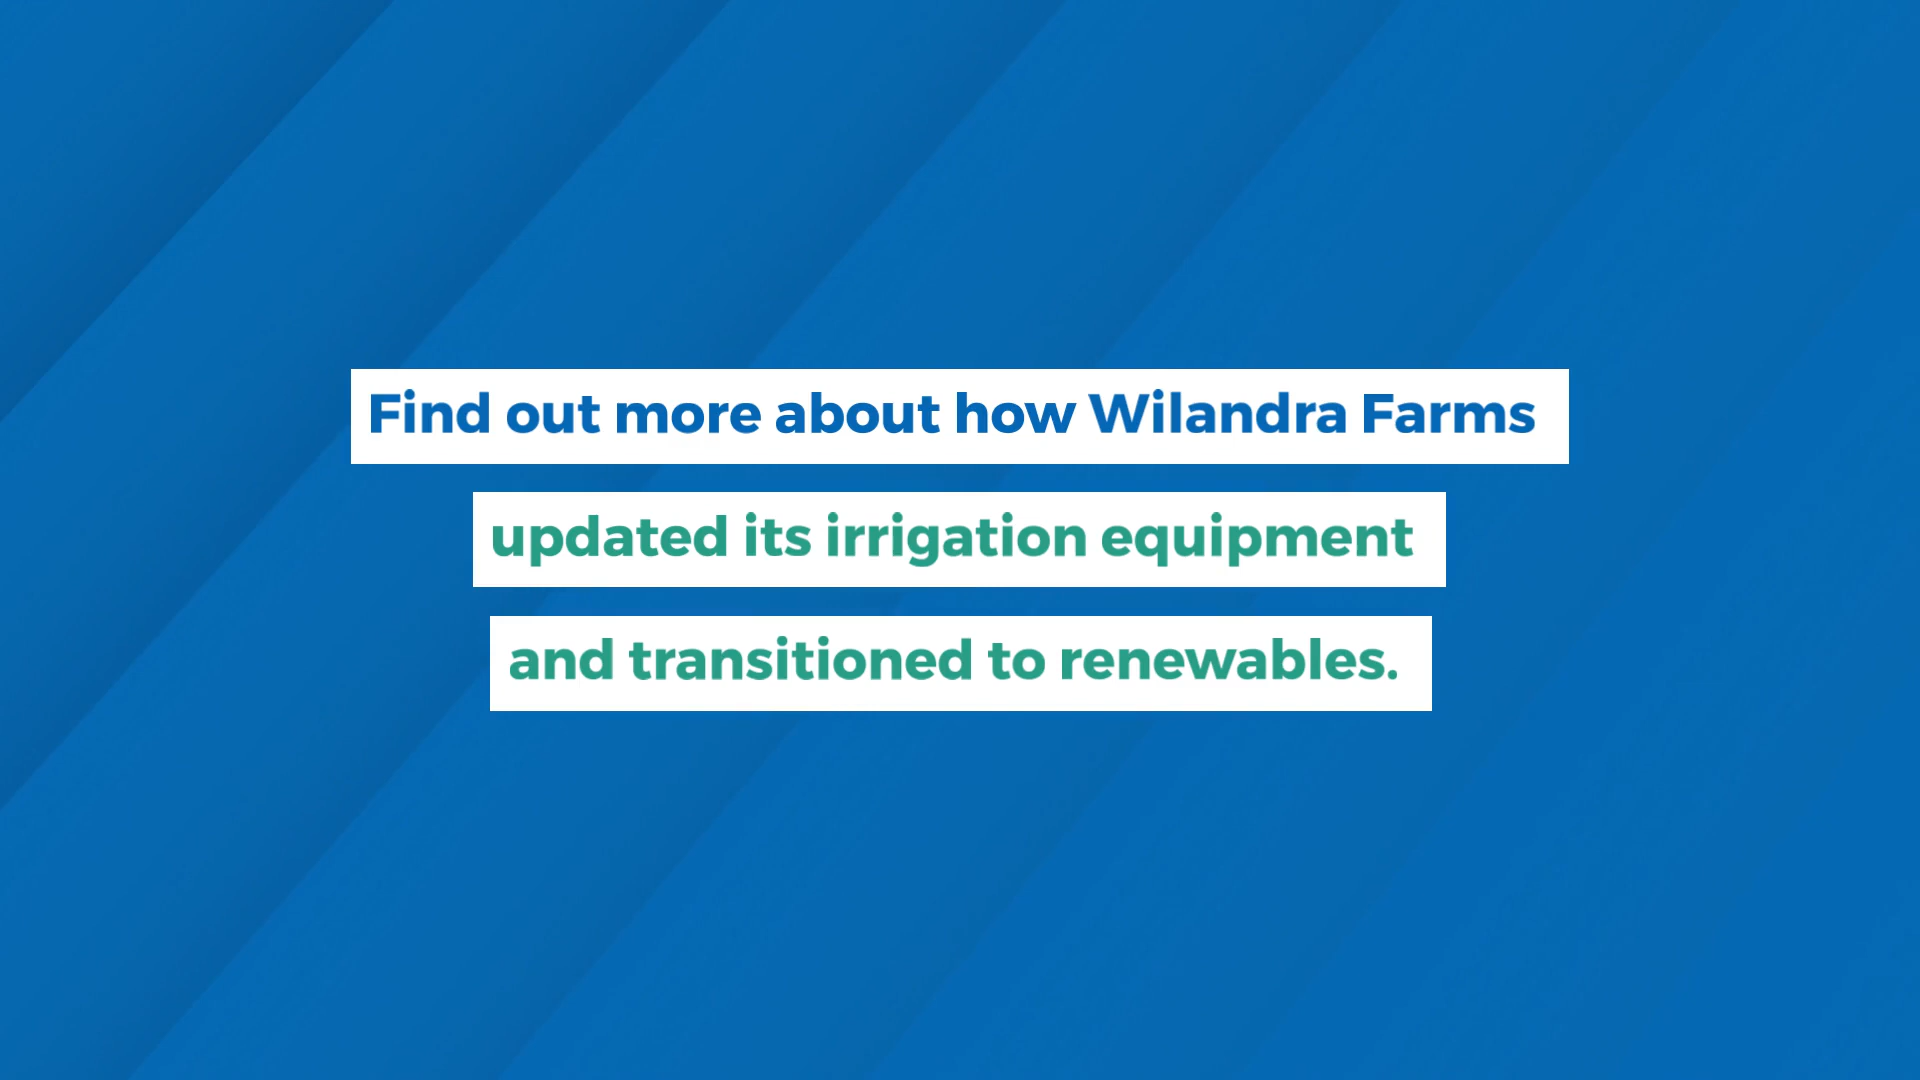 Find out more about how Wilandra Farms
updated its irrigation equipment
and transitioned to renewables.